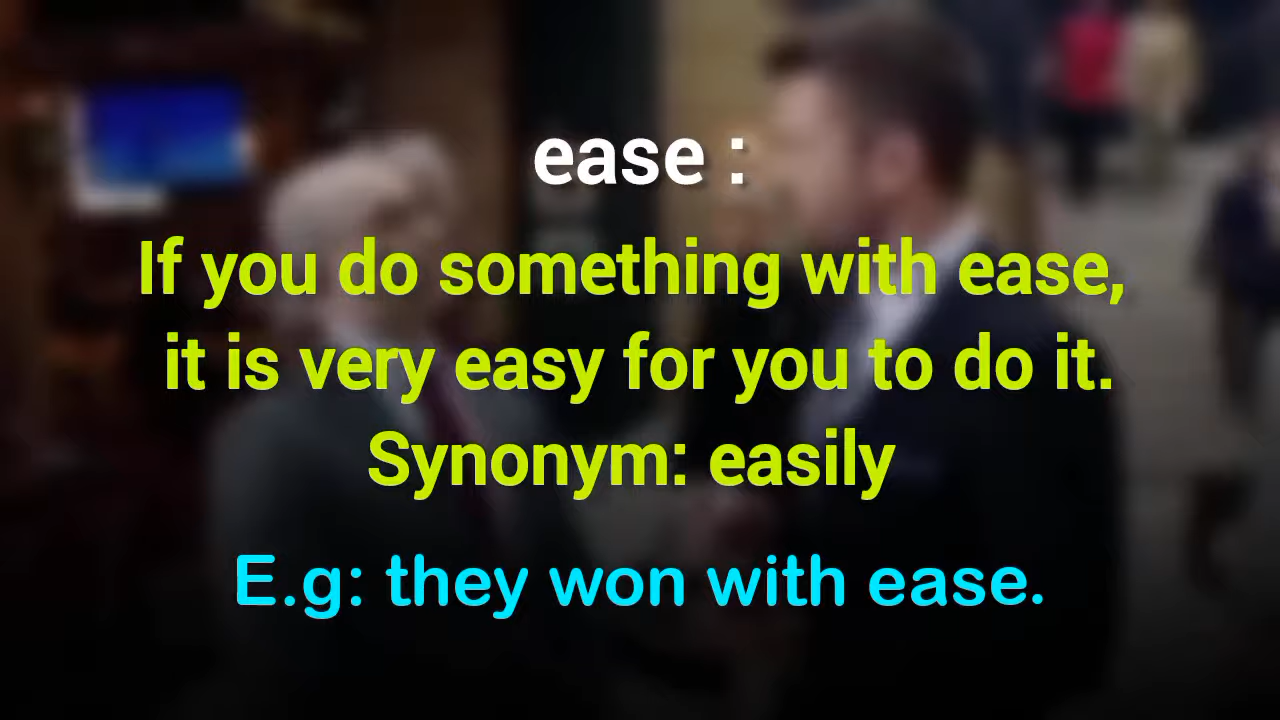 ease :
If you do something with ease,
it is very easy for you to do it.
Synonym: easily
E.g: they won with ease.